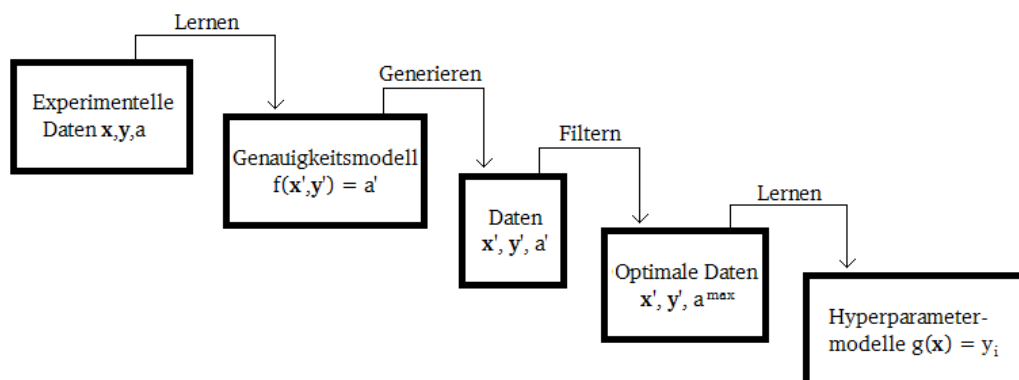 Lernen
Experimentelle
Daten x,y,a
Generieren
Genauigkeitsmodell
f(x',y') = a'
Filtern
Daten
x', y', a'
Lernen
Optimale Daten
x', y', a^max
Hyperparameter-
modelle g(x) = y_i